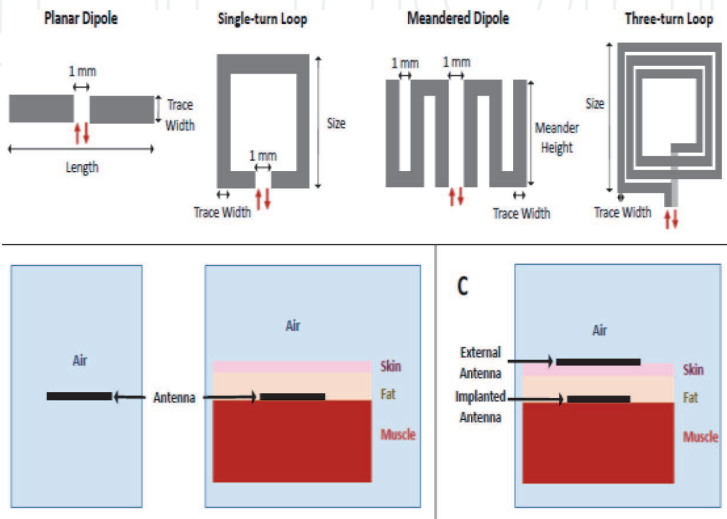 Planar Dipole
Single-turn Loop
Meandered Dipole
Three-turn Loop
1 mm
Trace
Width
Length
1 mm
Size
Trace Width
1 mm
1 mm
Meander
Height
Trace Width
Size
Trace Width
Air
Antenna
Air
Skin
Fat
Muscle
C
Air
External
Antenna
Skin
Implanted
Antenna
Fat
Muscle